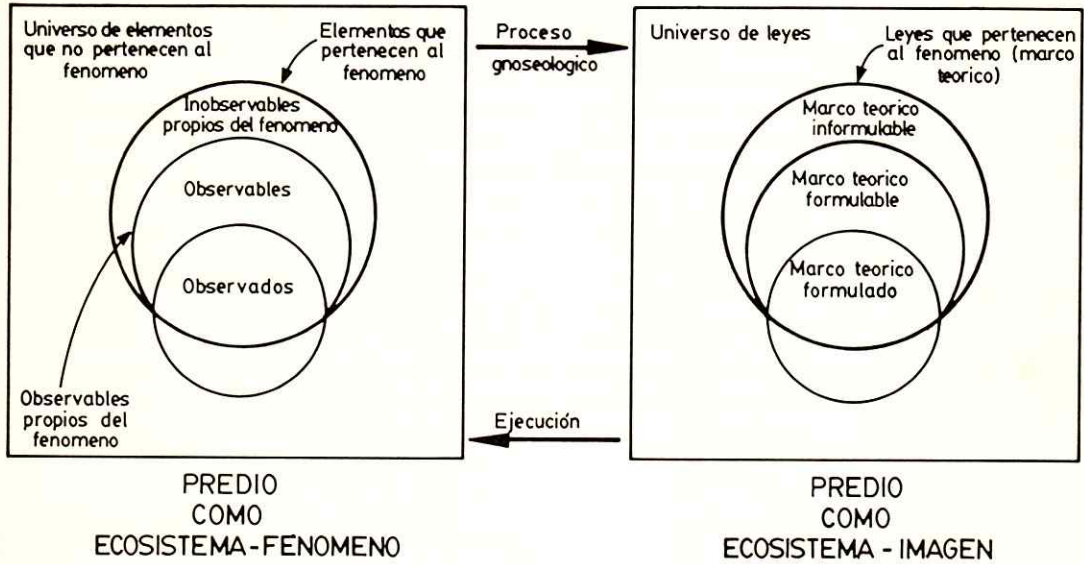 Universo de elementos
que no pertenecen al
fenomeno
Elementos que
pertenecen al
fenomeno
Inobservables
propios del fenomeno
Observables
Observados
Observables
propios del
fenomeno
PREDIO
COMO
ECOSISTEMA-FENOMENO
Proceso
gnoseologico
Ejecución
Universo de leyes
Leyes que pertenecen
al fenomeno (marco
teorico)
Marco teorico
informulable
Marco teorico
formulable
Marco teorico
formulado
PREDIO
COMO
ECOSISTEMA - IMAGEN